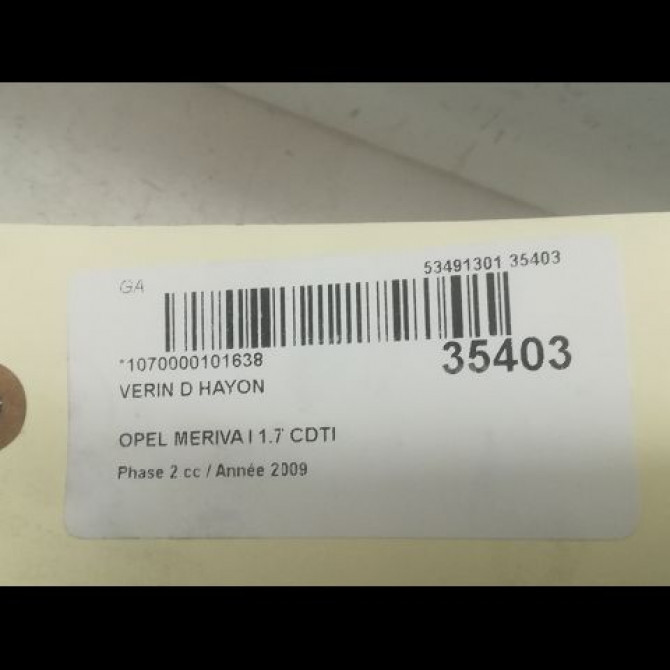 53491301 35403
GA
*1070000101638
35403
VERIN D HAYON
OPEL MERIVA I 1.7 CDTI
Phase 2 cc / Année 2009